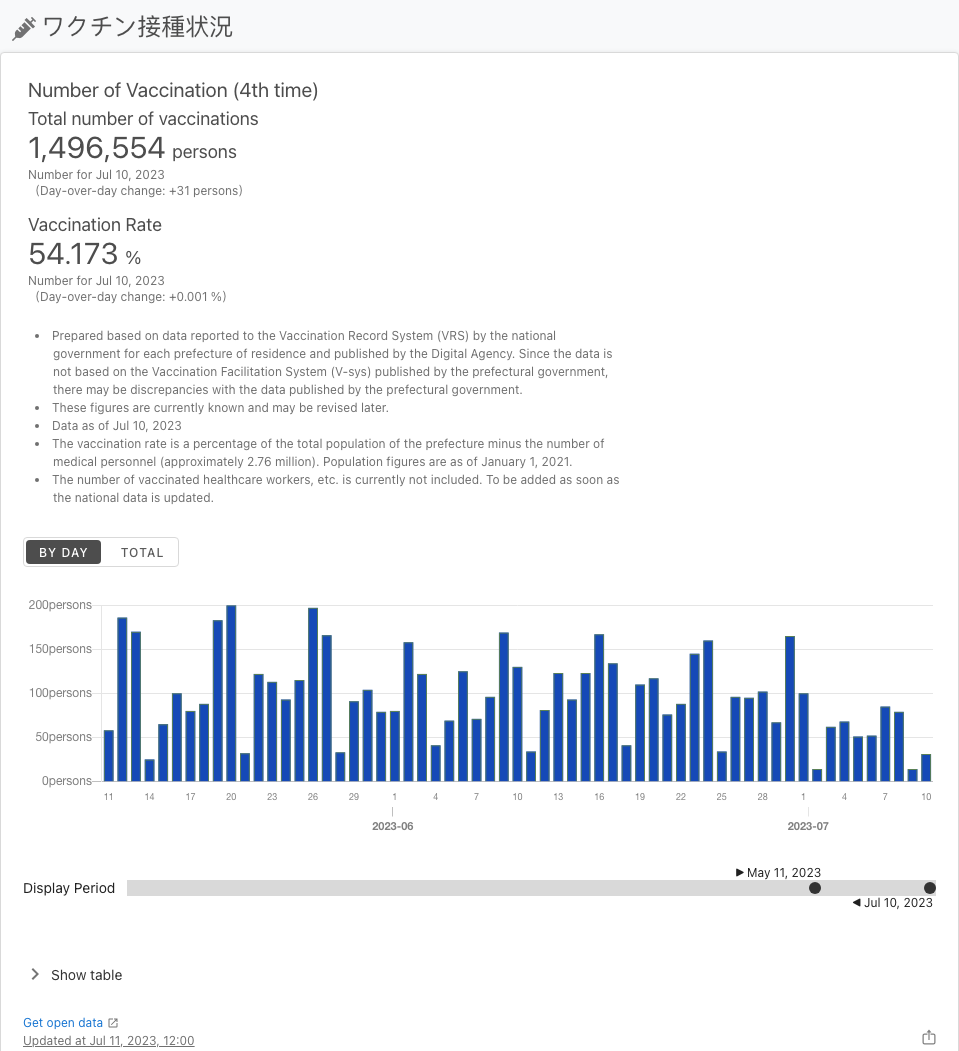 ワクチン接種状況
Number of Vaccination (4th time)
Total number of vaccinations
1,496,554 persons
Number for Jul 10, 2023
(Day-over-day change: +31 persons)
Vaccination Rate
54.173 %
Number for Jul 10, 2023
(Day-over-day change: +0.001 %)
• Prepared based on data reported to the Vaccination Record System (VRS) by the national
government for each prefecture of residence and published by the Digital Agency. Since the data is
not based on the Vaccination Facilitation System (V-sys) published by the prefectural government,
there may be discrepancies with the data published by the prefectural government.
• These figures are currently known and may be revised later.
• Data as of Jul 10, 2023
• The vaccination rate is a percentage of the total population of the prefecture minus the number of
medical personnel (approximately 2.76 million). Population figures are as of January 1, 2021.
• The number of vaccinated healthcare workers, etc. is currently not included. To be added as soon as
the national data is updated.
BY DAY TOTAL
200persons
150persons
100persons
50persons
0persons
11 14 17 20 23 26 29 1 4 7 10 13 16 19 22 25 28 1 4 7 10
2023-06 2023-07
May 11, 2023
Display Period
Jul 10, 2023
Show table
Get open data
Updated at Jul 11, 2023, 12:00